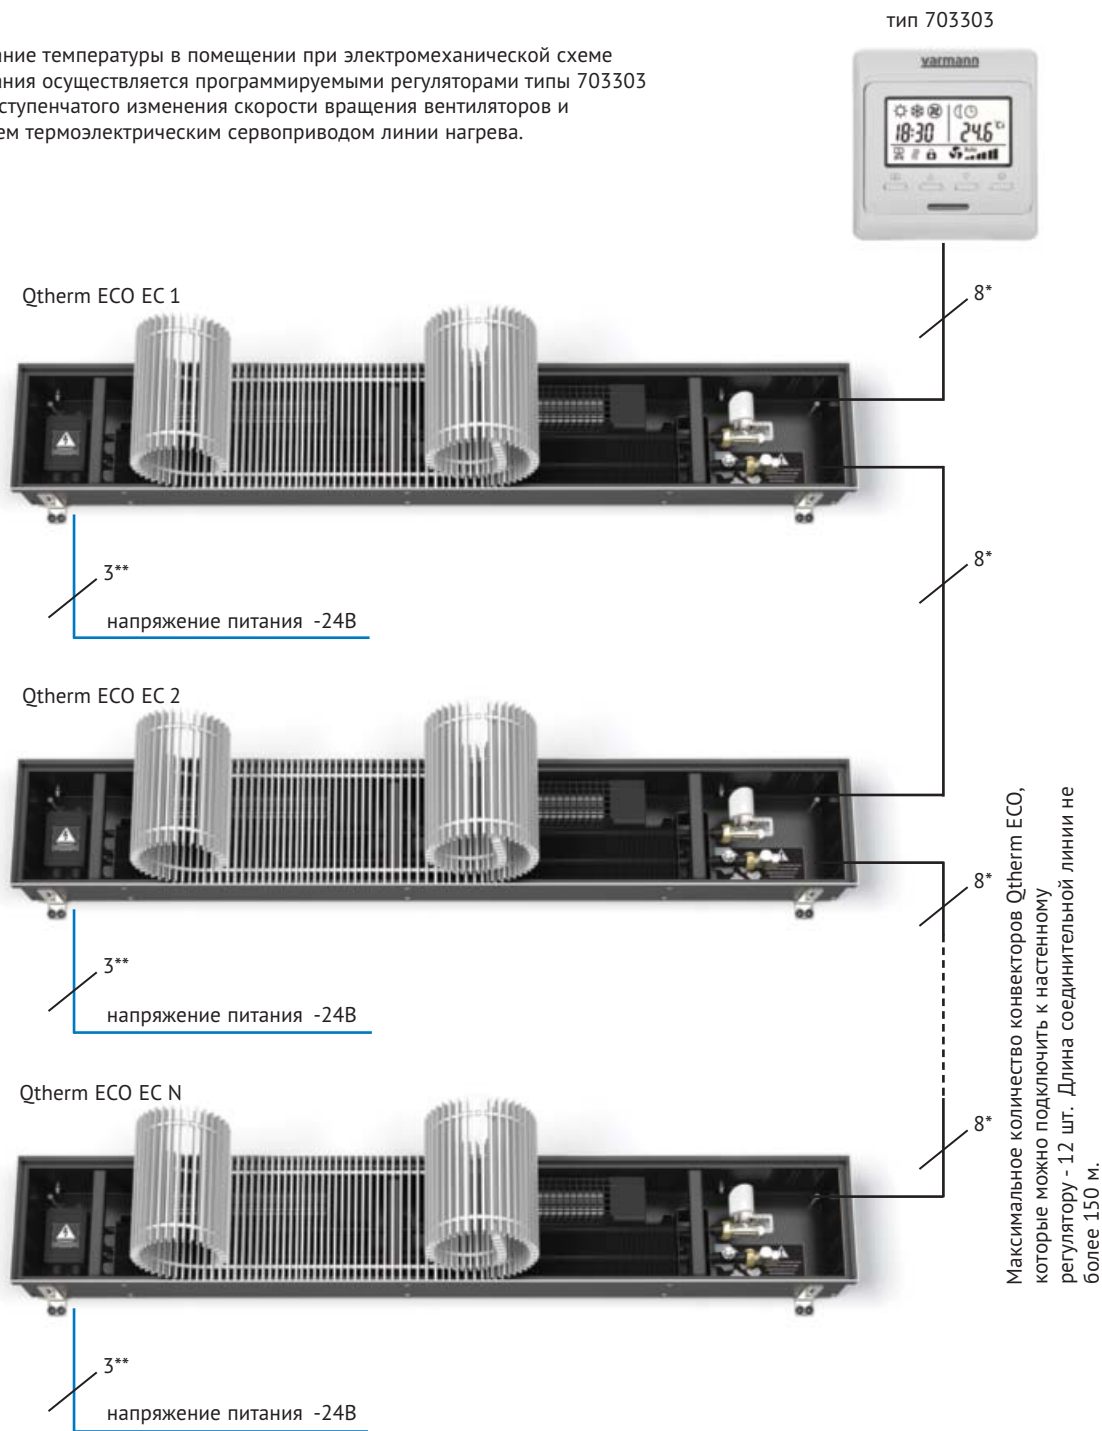 тип 703303
ание температуры в помещении при электромеханической схеме
ания осуществляется программируемыми регуляторами типы 703303
ступенчатого изменения скорости вращения вентиляторов и
ем термоэлектрическим сервоприводом линии нагрева.
varmann
18:30 24.6 °C
Auto
Qtherm ECO EC 1
8*
8*
3**
напряжение питания -24В
Qtherm ECO EC 2
8*
3**
напряжение питания -24В
Qtherm ECO EC N
8*
3**
напряжение питания -24В
Максимальное количество конвекторов Qtherm ECO,
которые можно подключить к настенному
регулятору - 12 шт. Длина соединительной линии не
более 150 м.